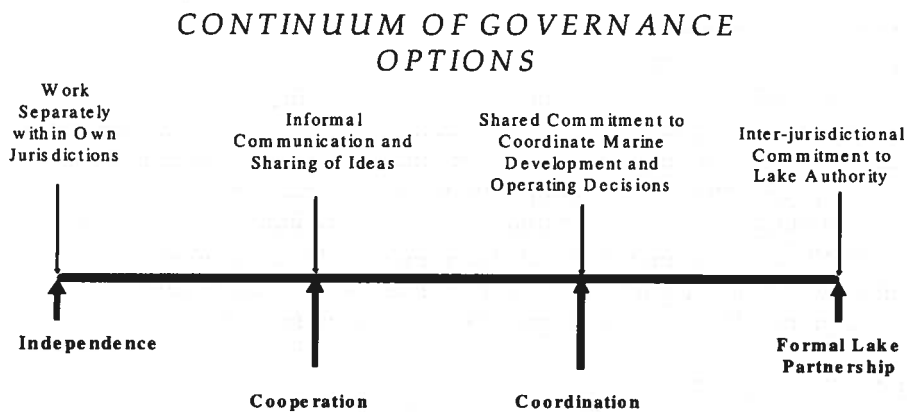 CONTINUUM OF GOVERNANCE
OPTIONS
Work
Separately
within Own
Jurisdictions
Informal
Communication and
Sharing of Ideas
Shared Commitment to
Coordinate Marine
Development and
Operating Decisions
Inter-jurisdictional
Commitment to
Lake Authority
Independence
Cooperation
Coordination
Formal Lake
Partnership